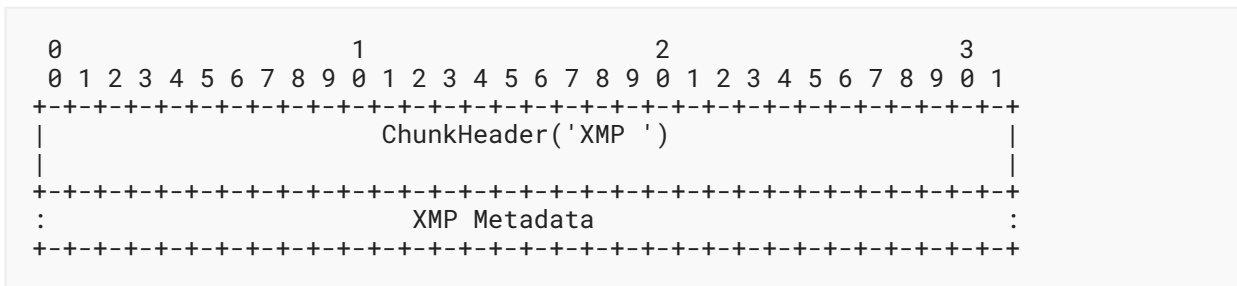 0                   1                   2                   3
 0 1 2 3 4 5 6 7 8 9 0 1 2 3 4 5 6 7 8 9 0 1 2 3 4 5 6 7 8 9 0 1
+-+-+-+-+-+-+-+-+-+-+-+-+-+-+-+-+-+-+-+-+-+-+-+-+-+-+-+-+-+-+-+-+
|                      ChunkHeader('XMP ')                      |
|                                                               |
+-+-+-+-+-+-+-+-+-+-+-+-+-+-+-+-+-+-+-+-+-+-+-+-+-+-+-+-+-+-+-+-+
:                        XMP Metadata                           :
+-+-+-+-+-+-+-+-+-+-+-+-+-+-+-+-+-+-+-+-+-+-+-+-+-+-+-+-+-+-+-+-+